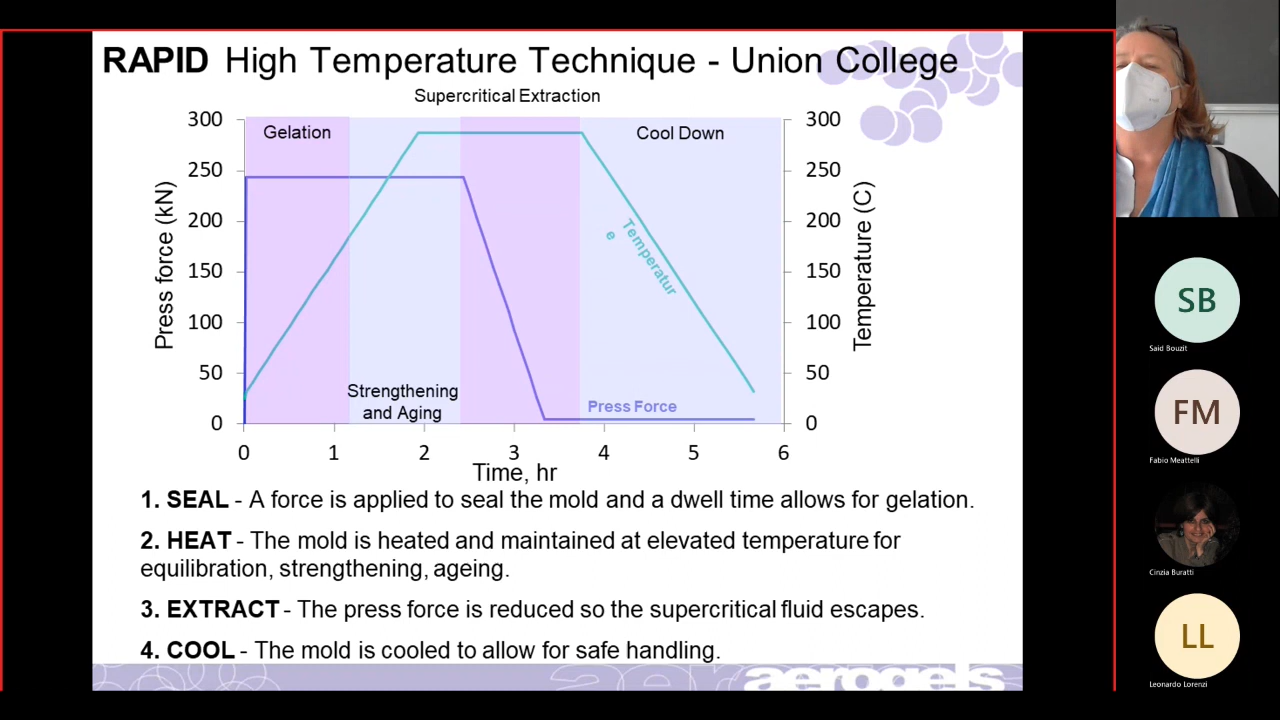 RAPID High Temperature Technique - Union College
Supercritical Extraction
300
250
200
150
100
50
0
Press force (kN)
Gelation
Strengthening
and Aging
Cool Down
Temperatur
e
Press Force
300
250
200
150
100
50
0
Temperature (C)
0 1 2 3 4 5 6
Time, hr
1. SEAL - A force is applied to seal the mold and a dwell time allows for gelation.
2. HEAT - The mold is heated and maintained at elevated temperature for
equilibration, strengthening, ageing.
3. EXTRACT - The press force is reduced so the supercritical fluid escapes.
4. COOL - The mold is cooled to allow for safe handling.
aerogels
SB
Said Bouzit
FM
Fabio Meattelli
Cinzia Buratti
LL
Leonardo Lorenzi